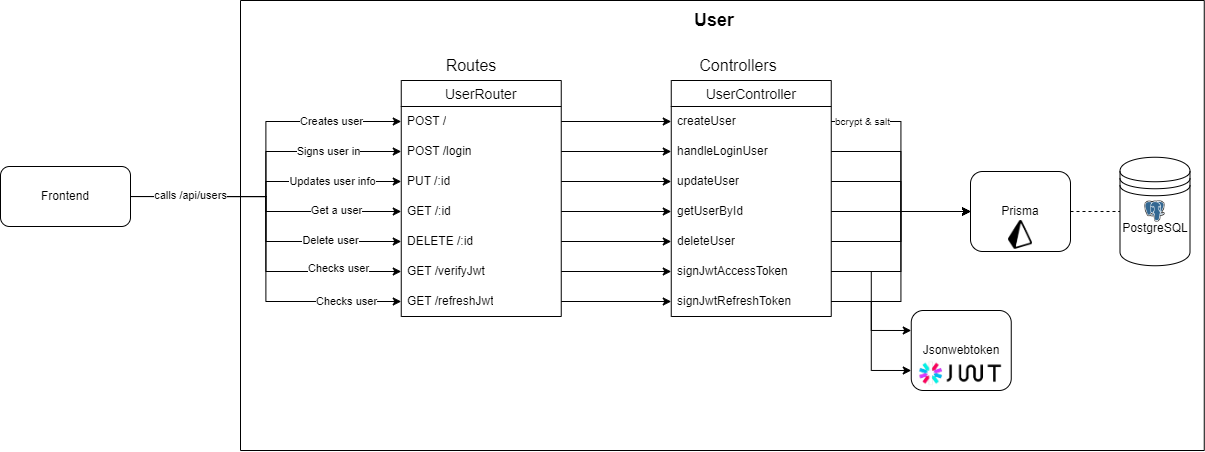 User
Routes
Controllers
UserRouter
UserController
Creates user
POST /
createUser
bcrypt & salt
Signs user in
POST /login
handleLoginUser
Updates user info
PUT /:id
updateUser
Frontend
calls /api/users
Get a user
GET /:id
getUserById
Prisma
PostgreSQL
Delete user
DELETE /:id
deleteUser
Checks user
GET /verifyJwt
signJwtAccessToken
Checks user
GET /refreshJwt
signJwtRefreshToken
Jsonwebtoken
JWT